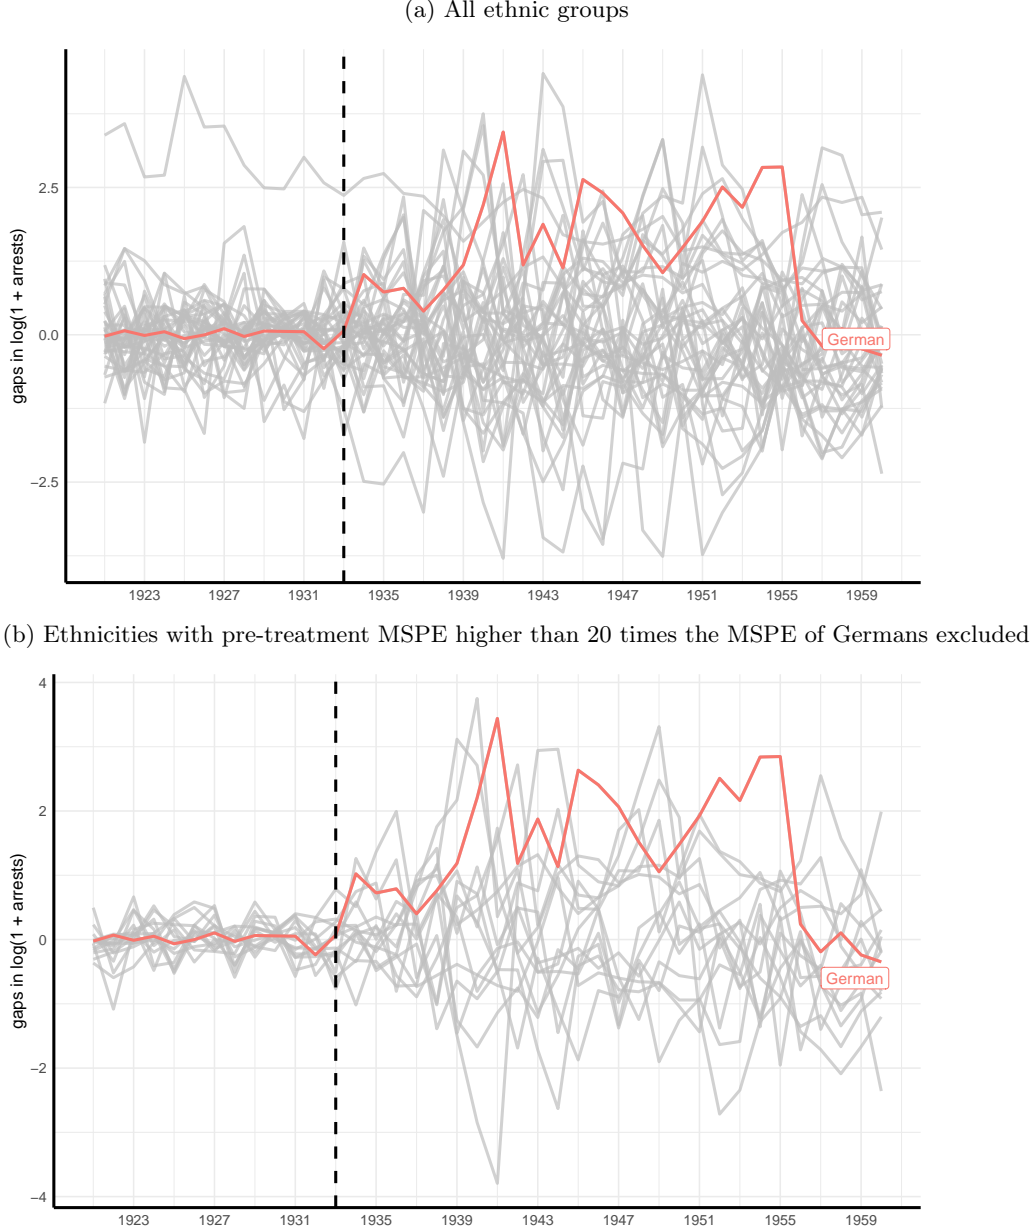 (a) All ethnic groups
gaps in log(1 + arrests)
2.5
0.0
−2.5
German
1923 1927 1931 1935 1939 1943 1947 1951 1955 1959
(b) Ethnicities with pre-treatment MSPE higher than 20 times the MSPE of Germans excluded
gaps in log(1 + arrests)
4
2
0
−2
−4
German
1923 1927 1931 1935 1939 1943 1947 1951 1955 1959